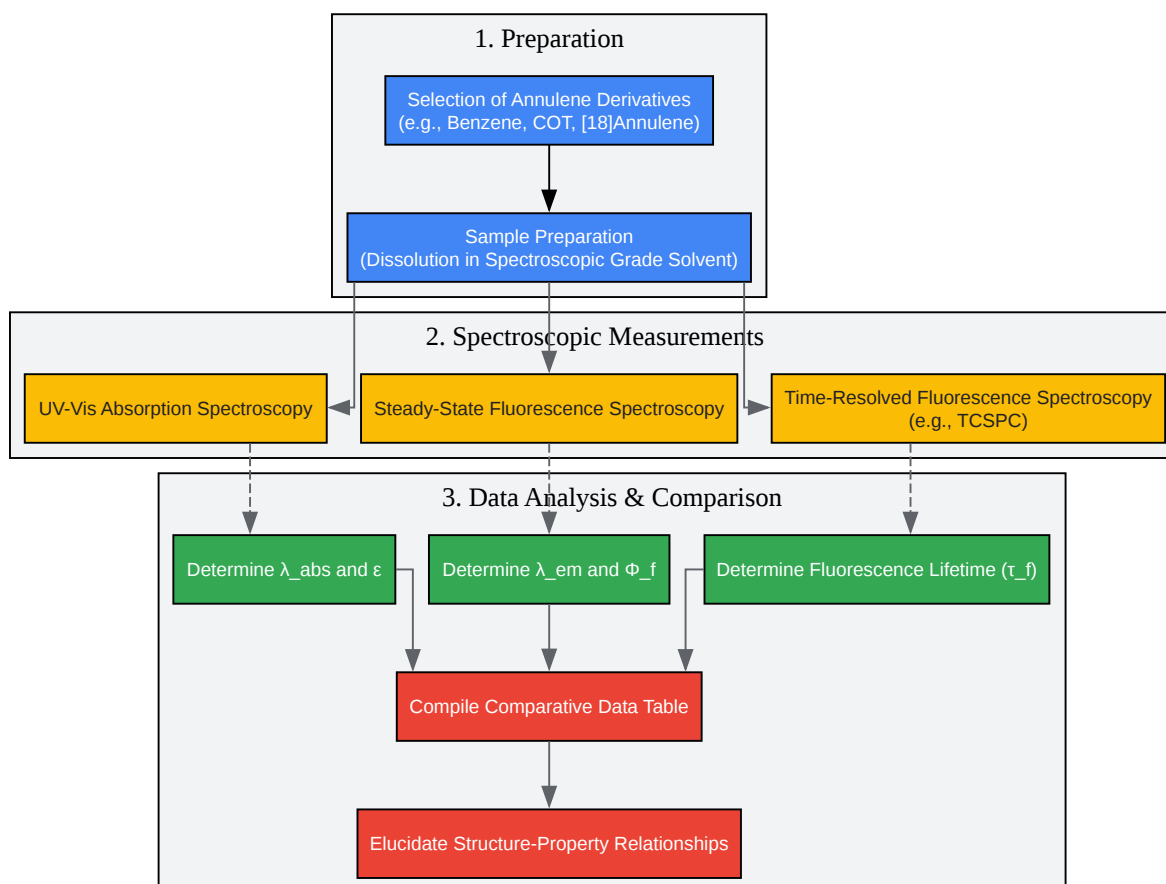 1. Preparation
Selection of Annulene Derivatives
(e.g., Benzene, COT, [18]Annulene)
Sample Preparation
(Dissolution in Spectroscopic Grade Solvent)
2. Spectroscopic Measurements
UV-Vis Absorption Spectroscopy
Steady-State Fluorescence Spectroscopy
Time-Resolved Fluorescence Spectroscopy
(e.g., TCSPC)
3. Data Analysis & Comparison
Determine λ_abs and ε
Determine λ_em and Φ_f
Determine Fluorescence Lifetime (τ_f)
Compile Comparative Data Table
Elucidate Structure-Property Relationships